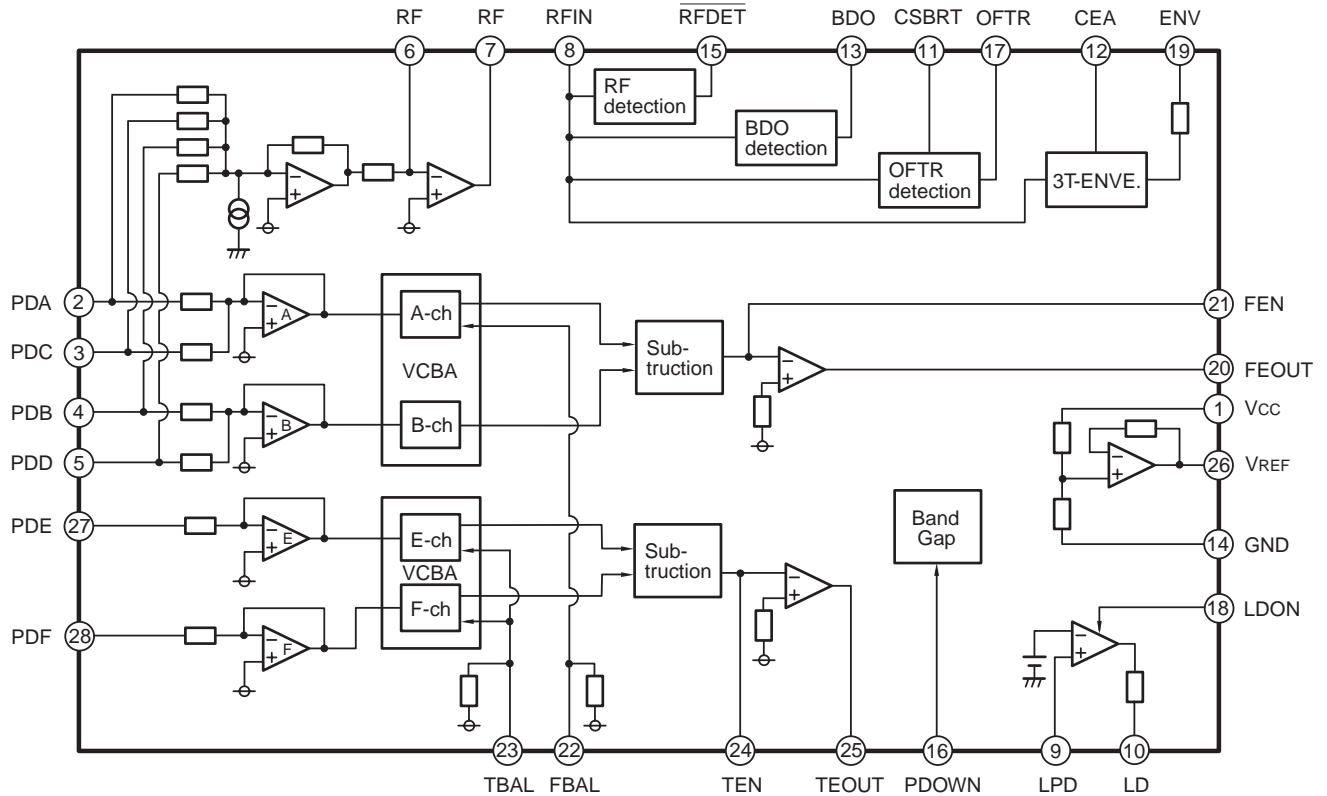 RF
RF
RFIN
RFDET
BDO
CSBRT
OFTR
CEA
ENV
6
7
8
15
13
11
17
12
19
RF
detection
BDO
detection
OFTR
detection
3T-ENVE.
−
+
−
+
PDA
2
PDC
3
PDB
4
PDD
5
PDE
27
PDF
28
−
+
A
−
+
B
−
+
E
−
+
F
A-ch
VCBA
B-ch
E-ch
VCBA
F-ch
Sub-
truction
Sub-
truction
−
+
−
+
Band
Gap
−
+
−
+
21
FEN
20
FEOUT
1
VCC
26
VREF
14
GND
18
LDON
23
22
24
25
16
9
10
TBAL
FBAL
TEN
TEOUT
PDOWN
LPD
LD